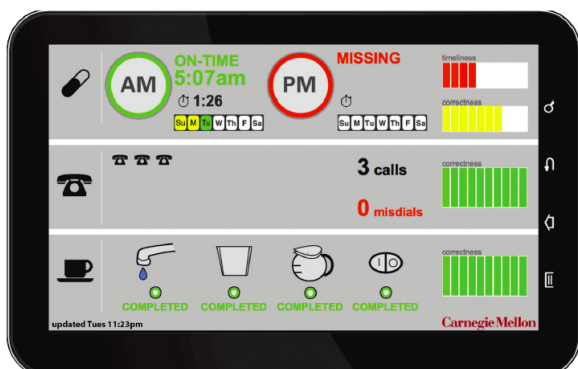 AM
ON-TIME
5:07am
1:26
Su M Tu W Th F Sa
PM
MISSING
Su M Tu W Th F Sa
timeliness
correctness
3 calls
0 misdials
correctness
COMPLETED COMPLETED COMPLETED COMPLETED
correctness
updated Tues 11:23pm
Carnegie Mellon